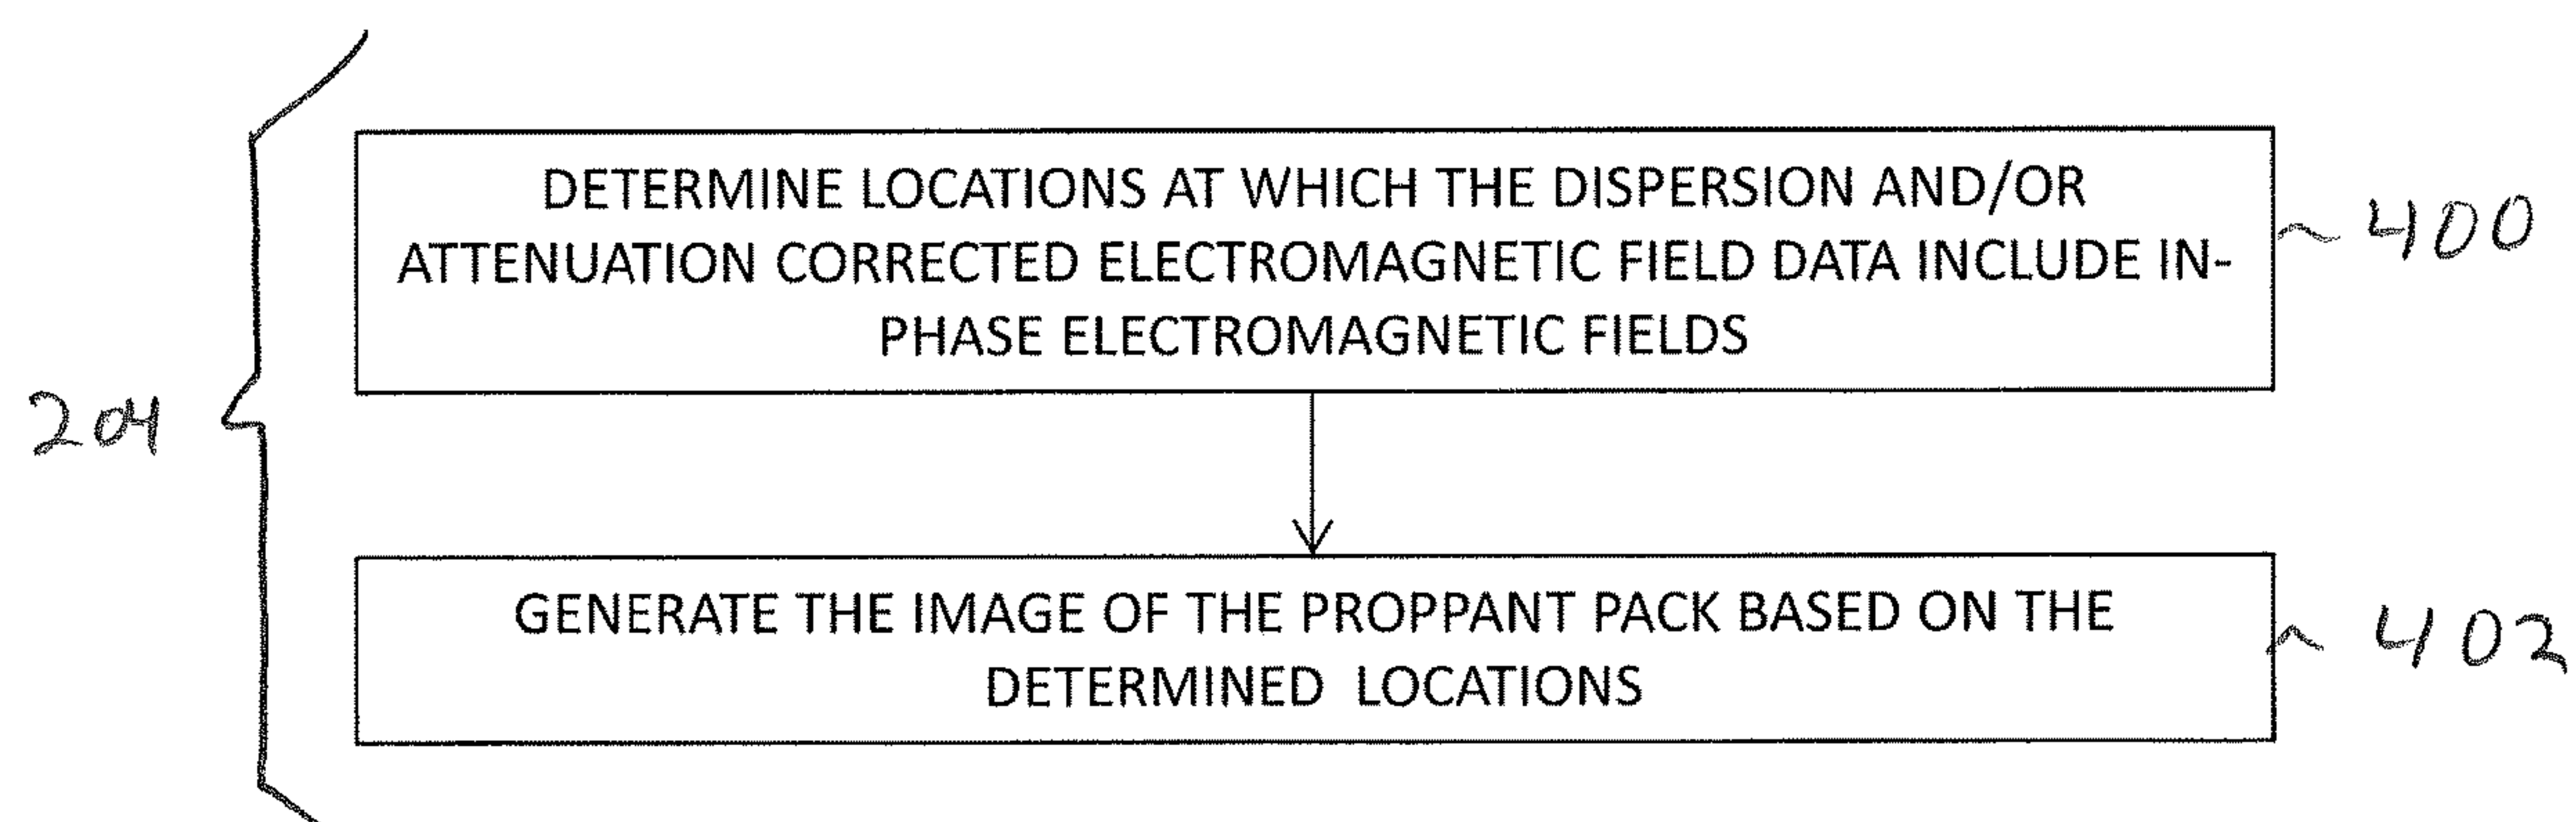 DETERMINE LOCATIONS AT WHICH THE DISPERSION AND/OR
ATTENUATION CORRECTED ELECTROMAGNETIC FIELD DATA INCLUDE IN-
PHASE ELECTROMAGNETIC FIELDS
400
204
GENERATE THE IMAGE OF THE PROPPANT PACK BASED ON THE
DETERMINED LOCATIONS
402